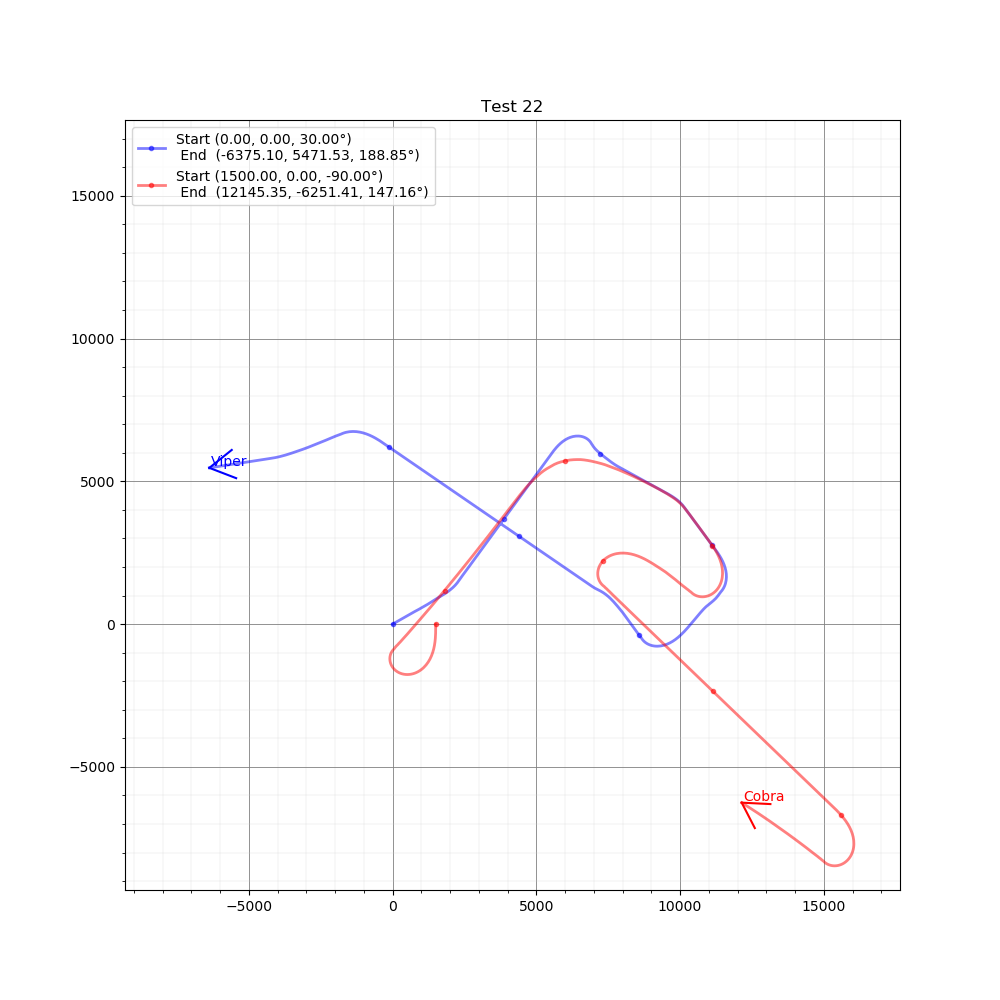 Test 22
Start (0.00, 0.00, 30.00°)
End  (-6375.10, 5471.53, 188.85°)
Start (1500.00, 0.00, -90.00°)
End  (12145.35, -6251.41, 147.16°)
15000
10000
5000
0
−5000
Viper
Cobra
−5000 0 5000 10000 15000